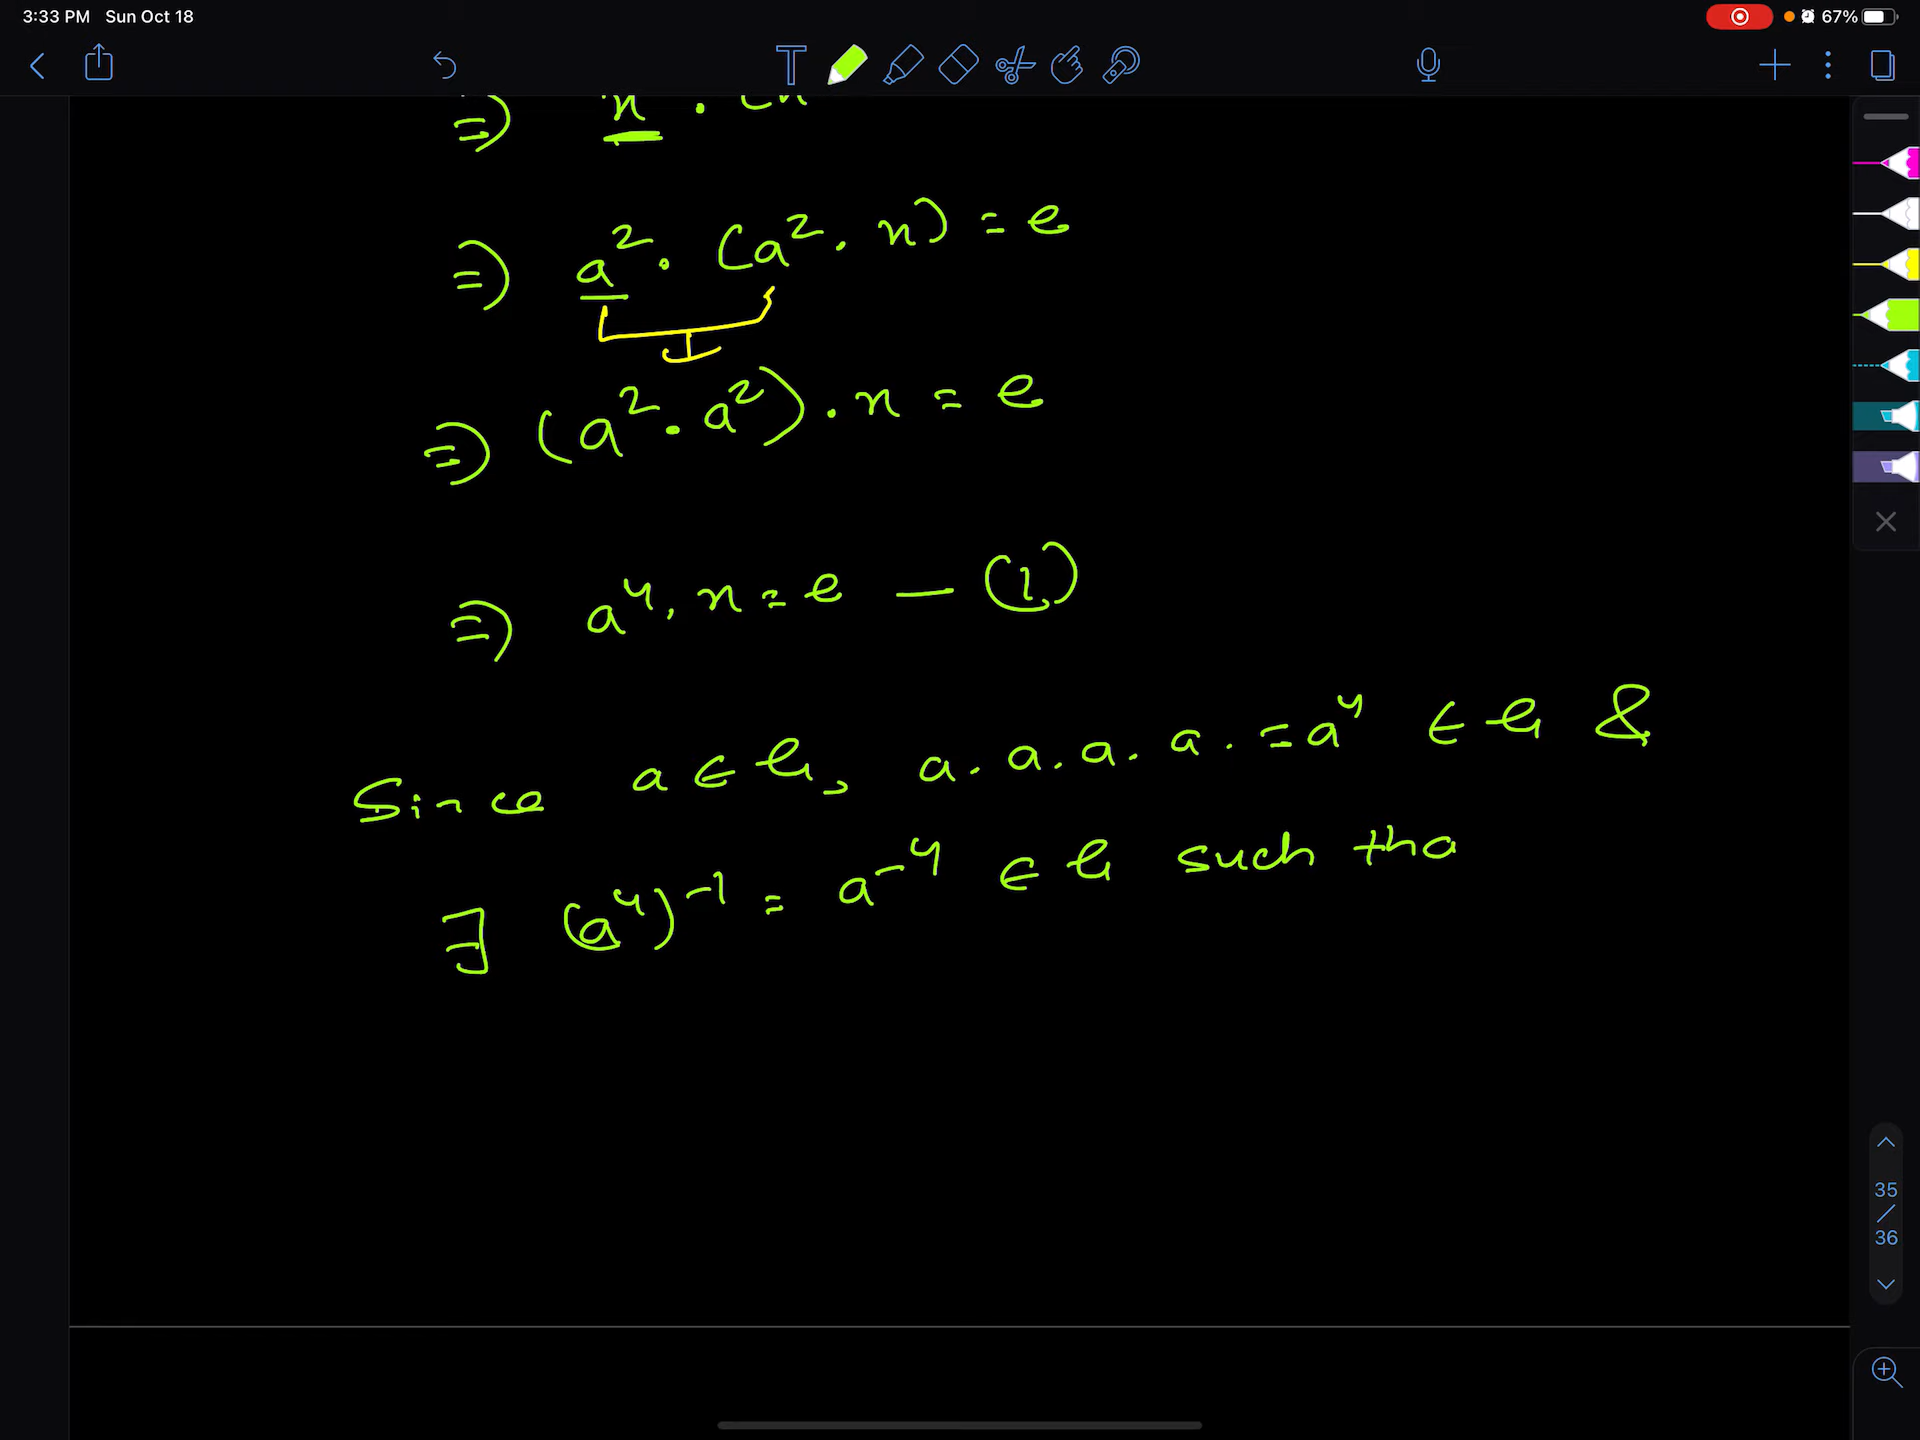 3:33 PM Sun Oct 18
67%
⇒ x ·
⇒ a² · (a² · x) = e
⇒ (a² · a²) · x = e
⇒ a⁴ · x = e — (1)
Since a ∈ G, a. a. a. a. = a⁴ ∈ G &
∃ (a⁴)⁻¹ = a⁻⁴ ∈ G such tha
35
/
36